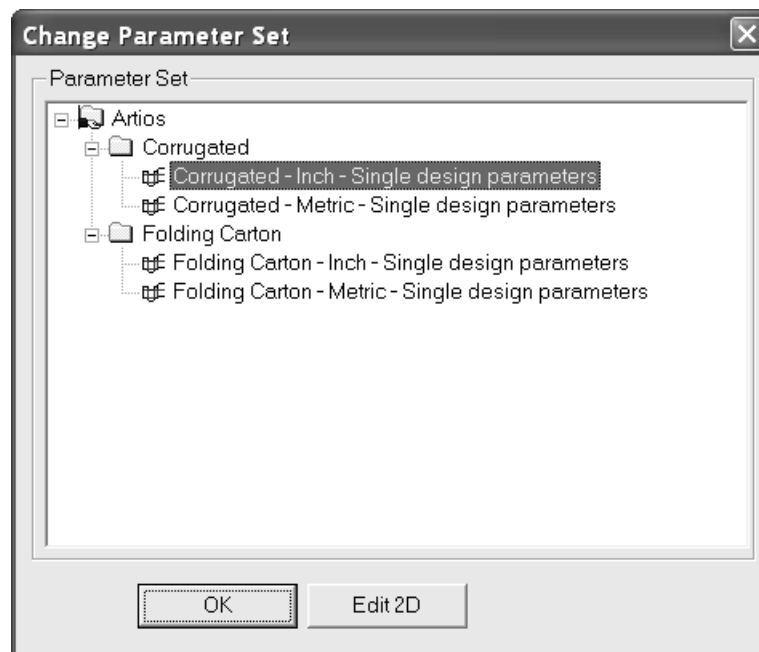 Change Parameter Set
Parameter Set
Artios
Corrugated
Corrugated - Inch - Single design parameters
Corrugated - Metric - Single design parameters
Folding Carton
Folding Carton - Inch - Single design parameters
Folding Carton - Metric - Single design parameters
OK Edit 2D